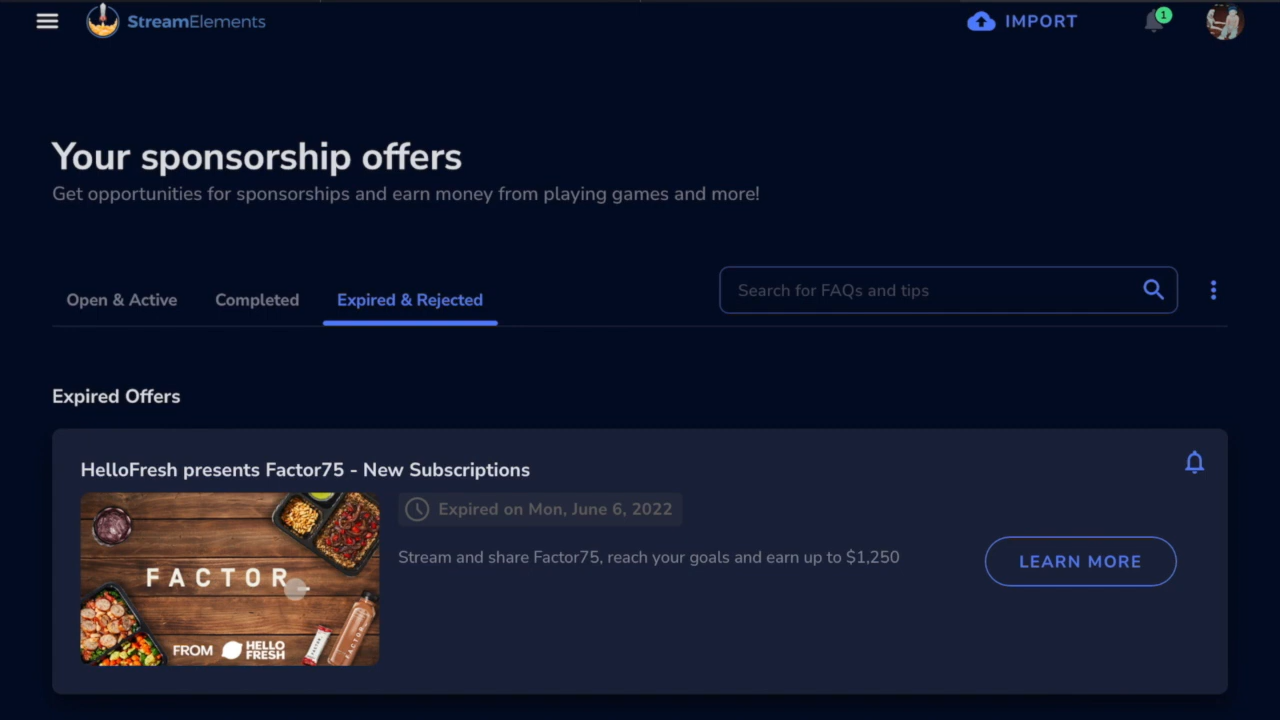 StreamElements
IMPORT
1
Your sponsorship offers
Get opportunities for sponsorships and earn money from playing games and more!
Open & Active
Completed
Expired & Rejected
Search for FAQs and tips
Expired Offers
HelloFresh presents Factor75 - New Subscriptions
Expired on Mon, June 6, 2022
Stream and share Factor75, reach your goals and earn up to $1,250
LEARN MORE
FACTOR_
FROM HELLO
FRESH
FACTOR